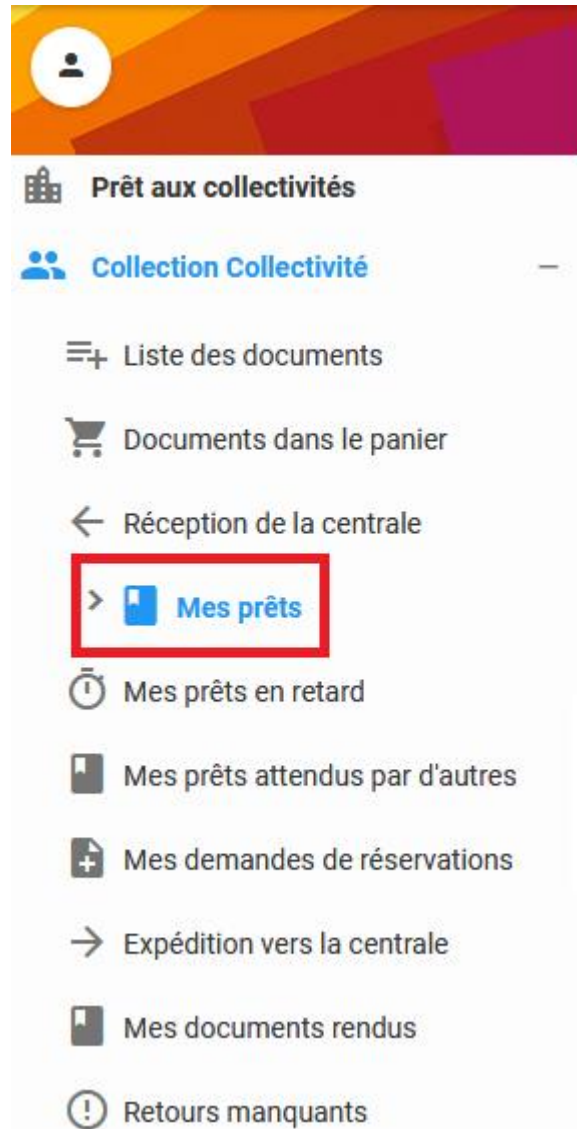 Prêt aux collectivités
Collection Collectivité
Liste des documents
Documents dans le panier
Réception de la centrale
Mes prêts
Mes prêts en retard
Mes prêts attendus par d'autres
Mes demandes de réservations
Expédition vers la centrale
Mes documents rendus
Retours manquants